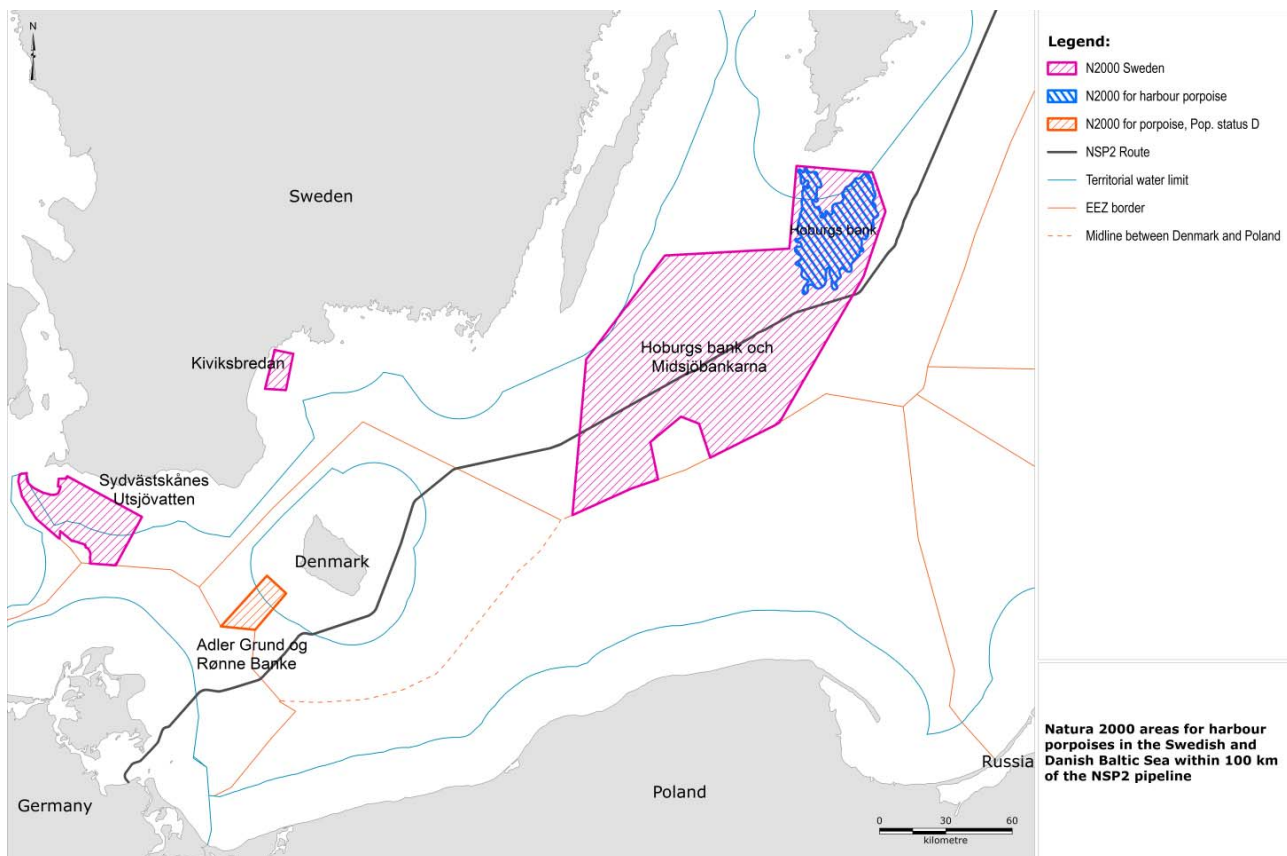 N
Sweden
Hoburgs bank
Kiviksbredan
Hoburgs bank och
Midsjöbankarna
Sydvästskånes
Utsjövatten
Denmark
Adler Grund og
Rønne Banke
Germany
Poland
Russia
0 30 60
kilometre
Legend:
N2000 Sweden
N2000 for harbour porpoise
N2000 for porpoise, Pop. status D
NSP2 Route
Territorial water limit
EEZ border
Midline between Denmark and Poland
Natura 2000 areas for harbour
porpoises in the Swedish and
Danish Baltic Sea within 100 km
of the NSP2 pipeline